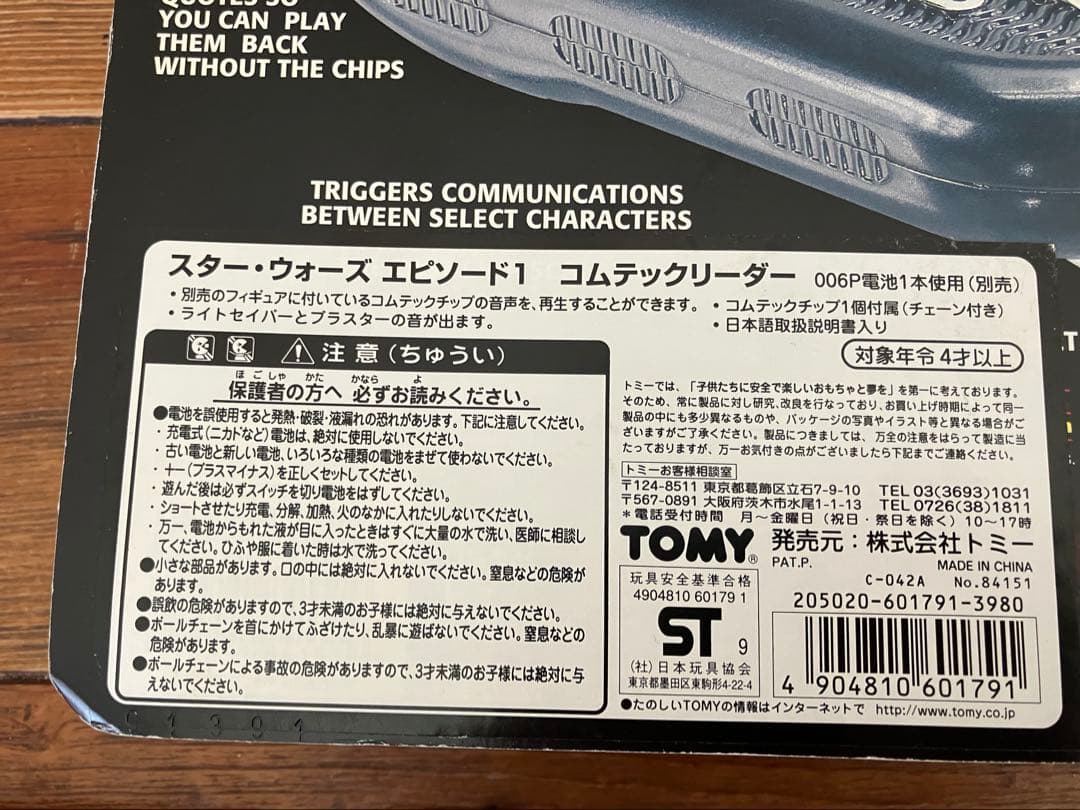 QUOTES SO
YOU CAN PLAY
THEM BACK
WITHOUT THE CHIPS
TRIGGERS COMMUNICATIONS
BETWEEN SELECT CHARACTERS
スター・ウォーズ エピソード1 コムテックリーダー 006P電池1本使用(別売)
・別売のフィギュアに付いているコムテックチップの音声を、再生することができます。
・ライトセイバーとブラスターの音が出ます。
・コムテックチップ1個付属(チェーン付き)
・日本語取扱説明書入り
対象年令 4才以上
注意(ちゅうい)
ほごしゃ かた かなら よ
保護者の方へ 必ずお読みください。
●電池を誤使用すると発熱・破裂・液漏れの恐れがあります。下記に注意してください。
・充電式(ニカドなど)電池は、絶対に使用しないでください。
・古い電池と新しい電池、いろいろな種類の電池をまぜて使わないでください。
・+-(プラスマイナス)を正しくセットしてください。
・遊んだ後は必ずスイッチを切り電池をはずしてください。
・ショートさせたり充電、分解、加熱、火のなかに入れたりしないでください。
・万一、電池からもれた液が目に入ったときはすぐに大量の水で洗い、医師に相談し
てください。ひふや服に着いた時は水で洗ってください。
●小さな部品があります。口の中には絶対に入れないでください。窒息などの危険が
あります。
●誤飲の危険がありますので、3才未満のお子様には絶対に与えないでください。
●ボールチェーンを首にかけてふざけたり、乱暴に遊ばないでください。窒息などの
危険があります。
●ボールチェーンによる事故の危険がありますので、3才未満のお子様には絶対に与
えないでください。
トミーでは、「子供たちに安全で楽しいおもちゃと夢を」を第一に考えております。
そのため、常に製品に対し研究、改良を行なっており、お買い上げ時期によって同一
製品の中にも多少異なるものや、パッケージの写真やイラスト等と異なる場合がご
ざいますがご了承ください。製品につきましては、万全の注意をはらって製造に当
たっておりますが、万一お気付きの点がございましたら下記までご連絡ください。
トミーお客様相談室
〒124-8511 東京都葛飾区立石7-9-10 TEL 03(3693)1031
〒567-0891 大阪府茨木市水尾1-1-13 TEL 0726(38)1811
*電話受付時間 月～金曜日(祝日・祭日を除く)10～17時
TOMY® 発売元：株式会社トミー
PAT.P. MADE IN CHINA
C-042A No.84151
205020-601791-3980
玩具安全基準合格
4904810 60179 1
ST 9
(社)日本玩具協会
東京都墨田区東駒形4-22-4
4 904810 601791
●たのしいTOMYの情報はインターネットで http://www.tomy.co.jp